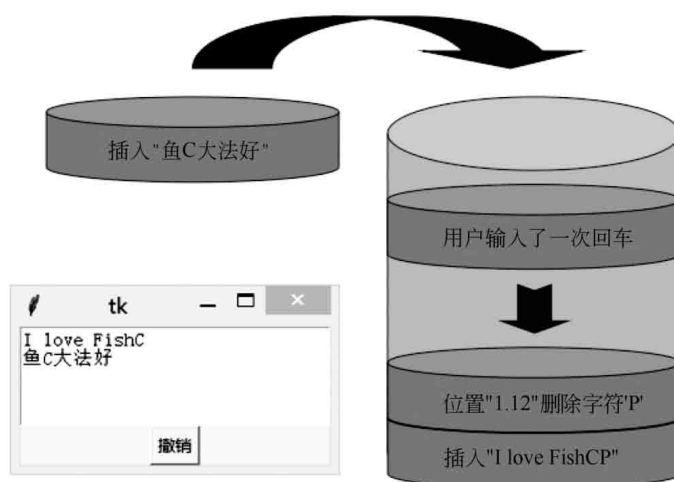 插入"鱼C大法好"
用户输入了一次回车
tk
I love FishC
鱼C大法好
撤销
位置"1.12"删除字符'P'
插入"I love FishCP"